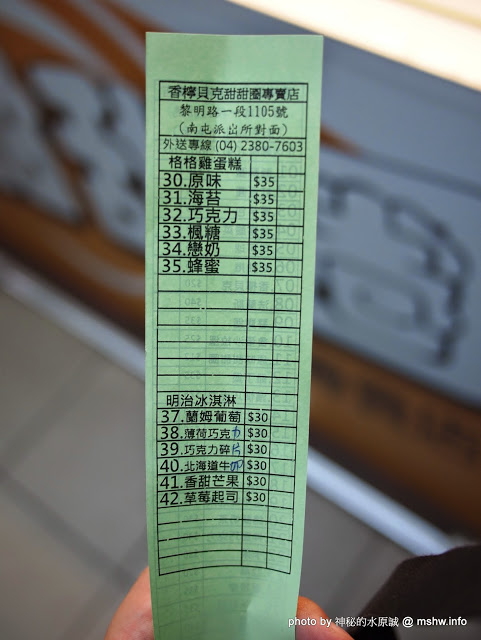 香檸貝克甜甜圈專賣店
黎明路一段1105號
(南屯派出所對面)
外送專線 (04) 2380-7603
格格雞蛋糕
30.原味 $35
31.海苔 $35
32.巧克力 $35
33.楓糖 $35
34.戀奶 $35
35.蜂蜜 $35
明治冰淇淋
37.蘭姆葡萄 $30
38.薄荷巧克力 $30
39.巧克力碎片 $30
40.北海道牛奶 $30
41.香甜芒果 $30
42.草莓起司 $30
photo by 神秘的水原誠 @ mshw.info